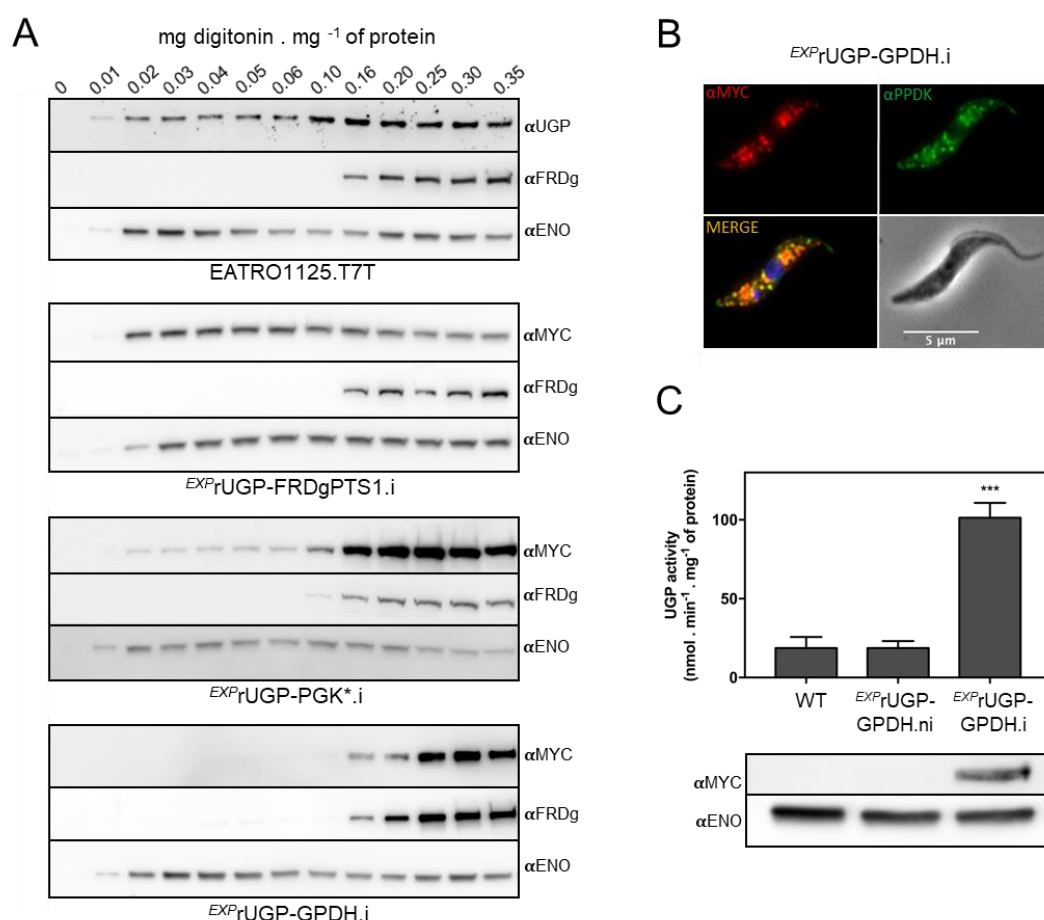 A
mg digitonin . mg ⁻¹ of protein
0 0.01 0.02 0.03 0.04 0.05 0.06 0.10 0.16 0.20 0.25 0.30 0.35
αUGP
αFRDg
αENO
EATRO1125.T7T
αMYC
αFRDg
αENO
EXPrUGP-FRDgPTS1.i
αMYC
αFRDg
αENO
EXPrUGP-PGK*.i
αMYC
αFRDg
αENO
EXPrUGP-GPDH.i
B
EXPrUGP-GPDH.i
αMYC αPPDK
MERGE
5 µm
C
UGP activity
(nmol . min⁻¹ . mg⁻¹ of protein)
100
50
0
***
WT EXPrUGP-GPDH.ni EXPrUGP-GPDH.i
αMYC
αENO